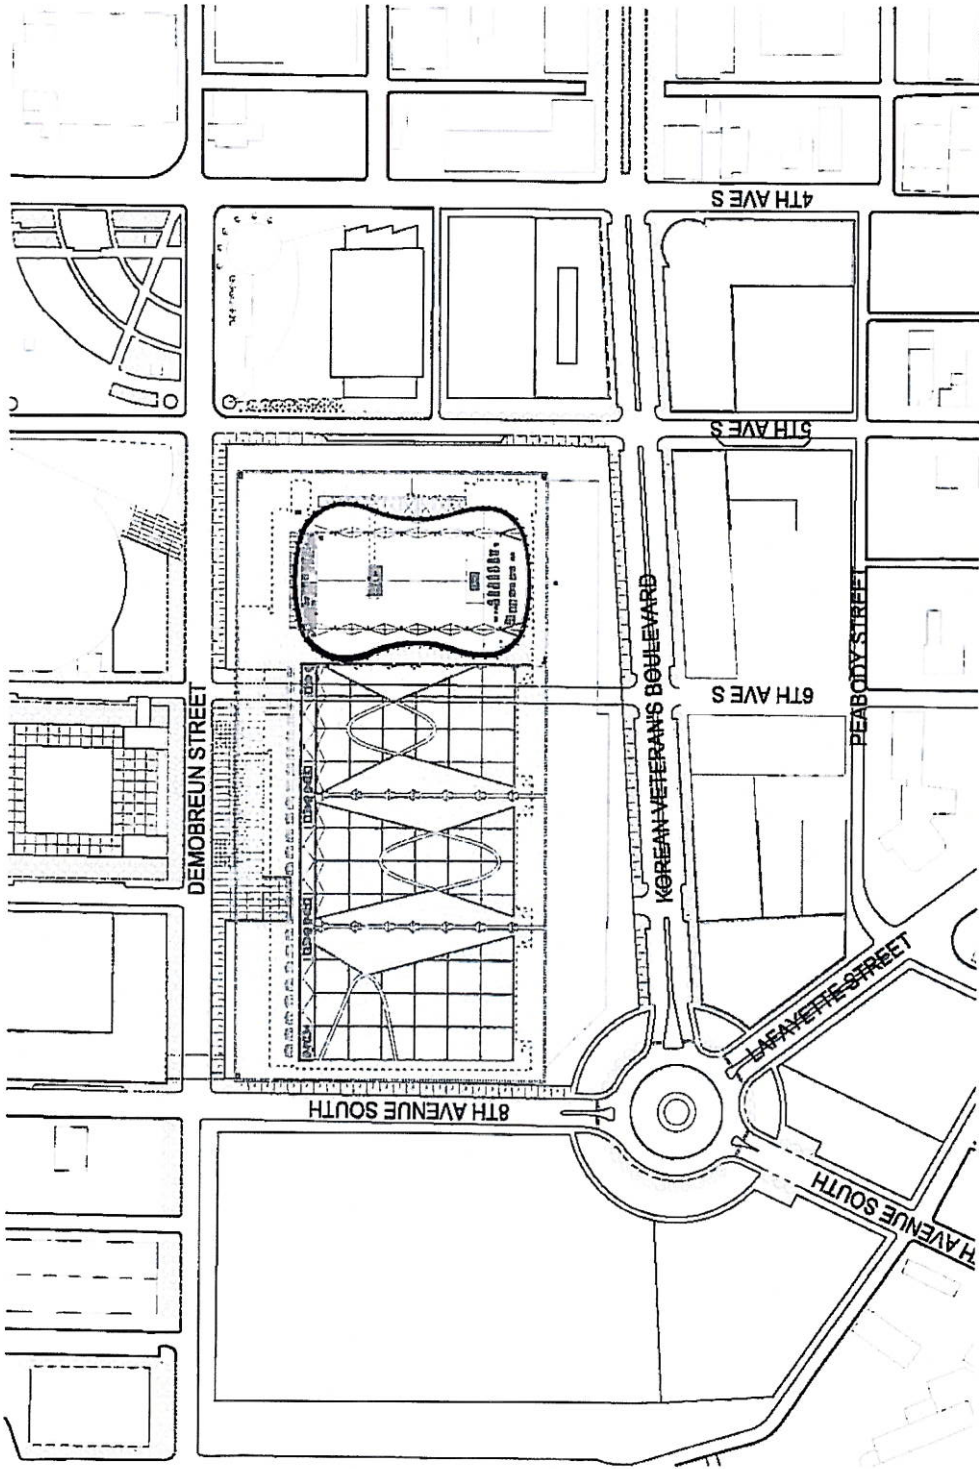 4TH AVE S
5TH AVE S
DEMOBREUN STREET
KOREAN VETERAN'S BOULEVARD
6TH AVE S
PEABODY STREET
LAFAYETTE STREET
8TH AVENUE SOUTH
TH AVENUE SOUTH